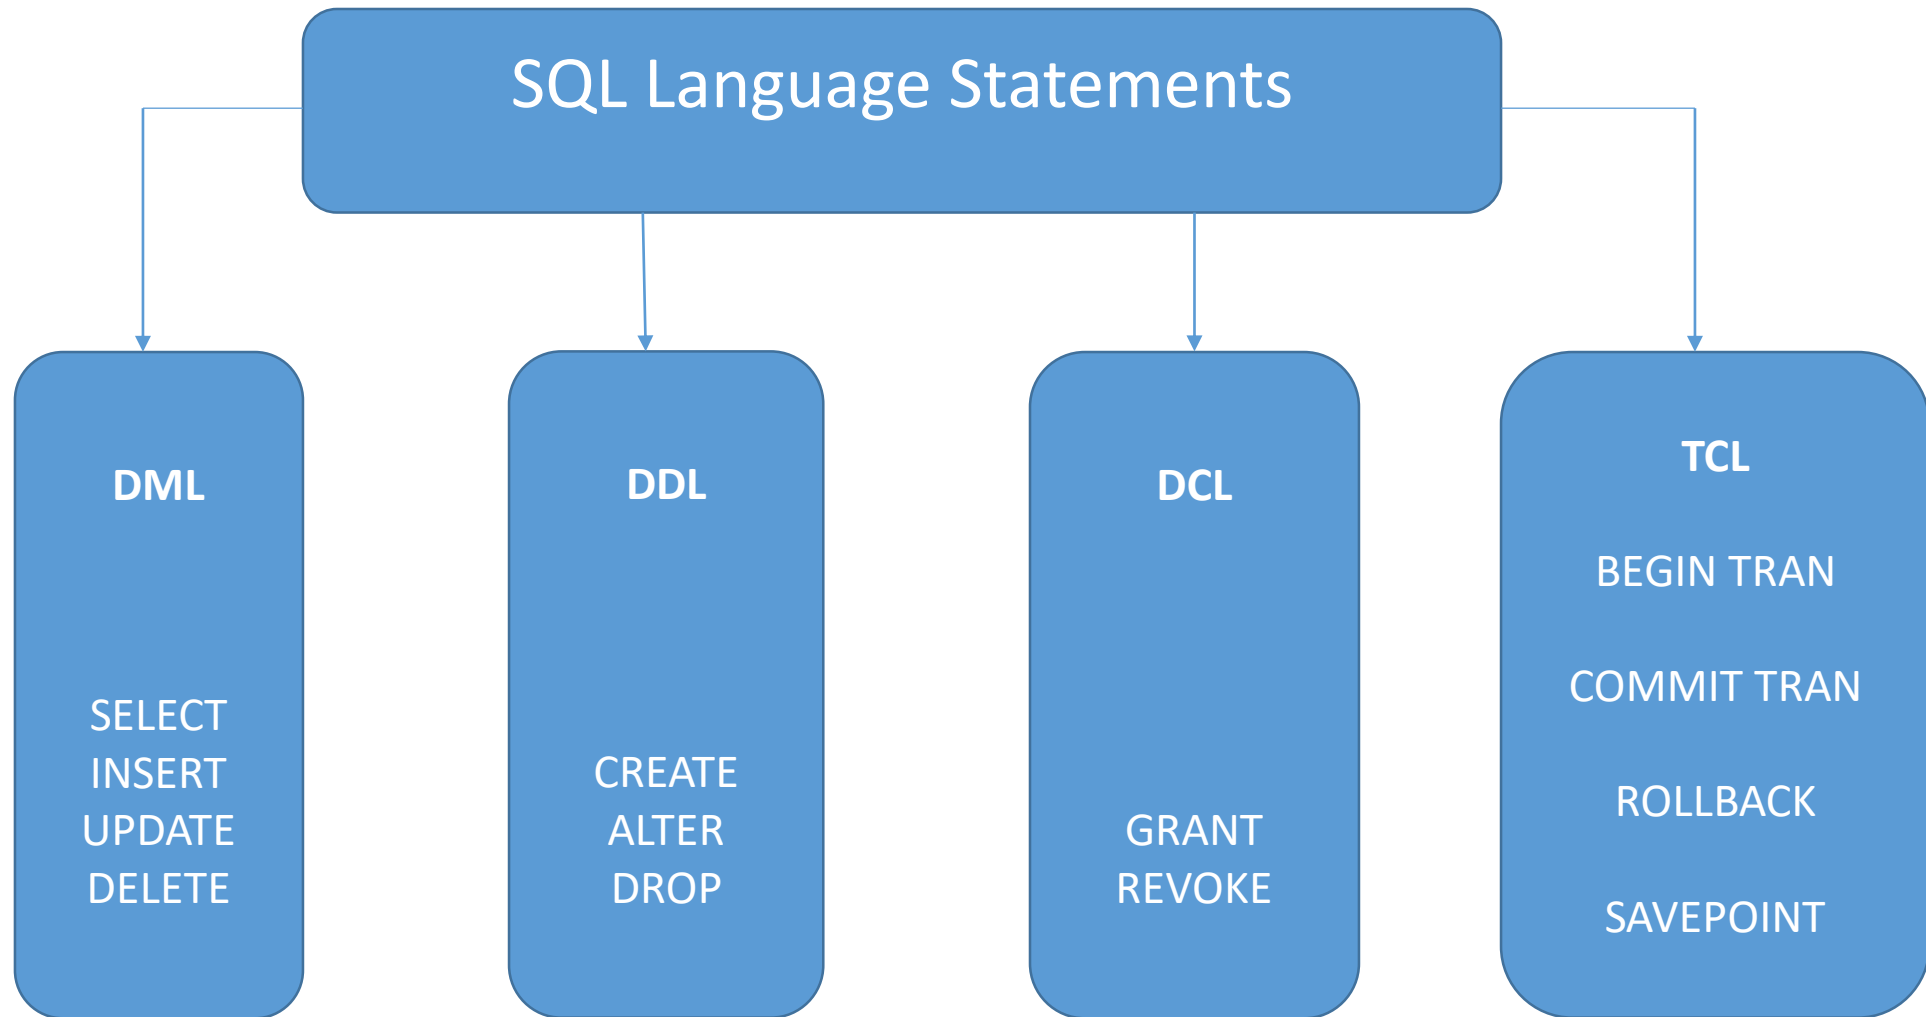 SQL Language Statements
DML
SELECT
INSERT
UPDATE
DELETE
DDL
CREATE
ALTER
DROP
DCL
GRANT
REVOKE
TCL
BEGIN TRAN
COMMIT TRAN
ROLLBACK
SAVEPOINT